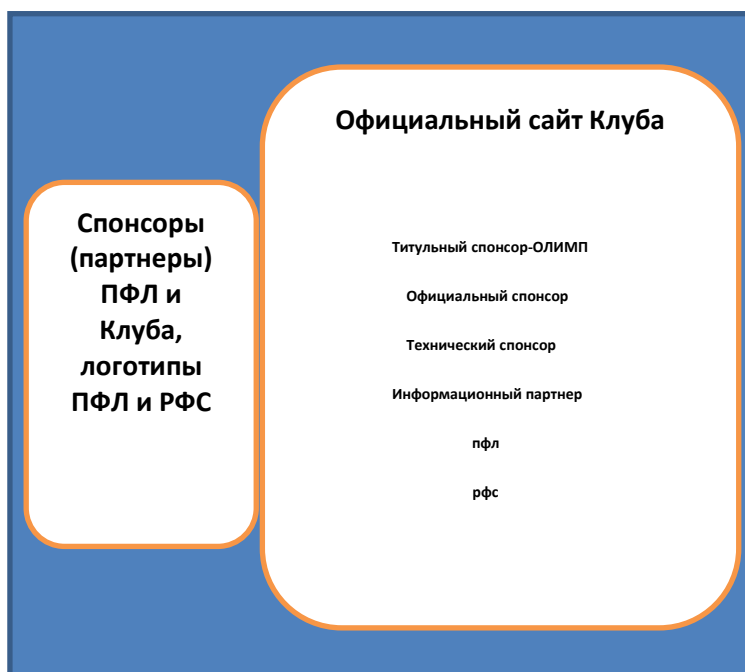 Официальный сайт Клуба
Спонсоры
(партнеры)
ПФЛ и
Клуба,
логотипы
ПФЛ и РФС
Титульный спонсор-ОЛИМП
Официальный спонсор
Технический спонсор
Информационный партнер
пфл
рфс